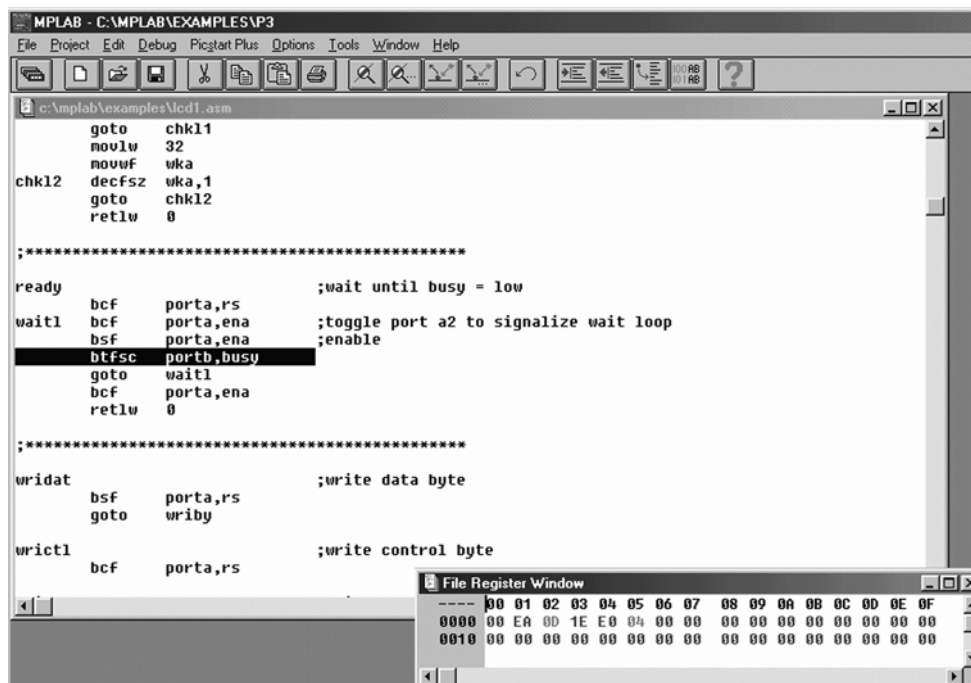 MPLAB - C:\MPLAB\EXAMPLES\P3
File Project Edit Debug Picstart Plus Options Tools Window Help
c:\mplab\examples\lcd1.asm
goto chkl1
movlw 32
movwf wka
chkl2 decfsz wka,1
goto chkl2
retlw 0
;***********************************************
ready ;wait until busy = low
bcf porta,rs
waitl bcf porta,ena ;toggle port a2 to signalize wait loop
bsf porta,ena ;enable
btfsc portb,busy
goto waitl
bcf porta,ena
retlw 0
;***********************************************
wridat ;write data byte
bsf porta,rs
goto wriby
wrictl ;write control byte
bcf porta,rs
File Register Window
---- 00 01 02 03 04 05 06 07 08 09 0A 0B 0C 0D 0E 0F
0000 00 EA 0D 1E E0 04 00 00 00 00 00 00 00 00 00 00
0010 00 00 00 00 00 00 00 00 00 00 00 00 00 00 00 00